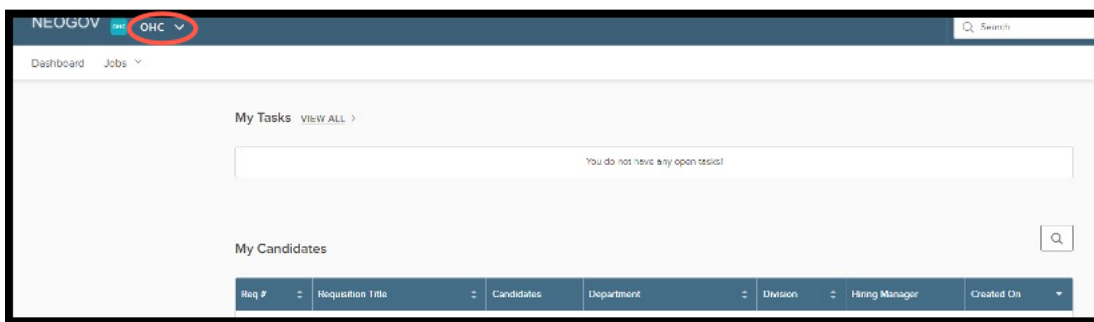 NEOGOV OHC OHC
Search
Dashboard Jobs
My Tasks VIEW ALL >
You do not have any open tasks!
My Candidates
Req # Requisition Title Candidates Department Division Hiring Manager Created On